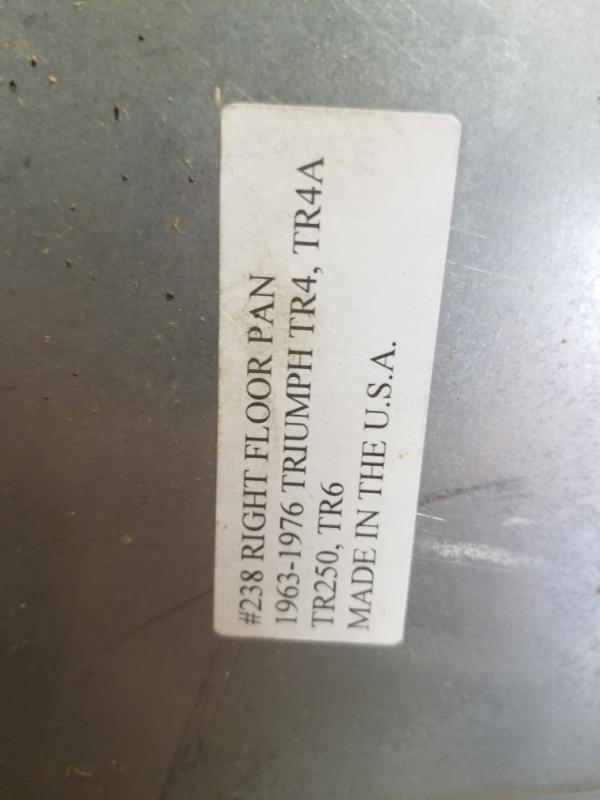 #238 RIGHT FLOOR PAN
1963-1976 TRIUMPH TR4, TR4A
TR250, TR6
MADE IN THE U.S.A.